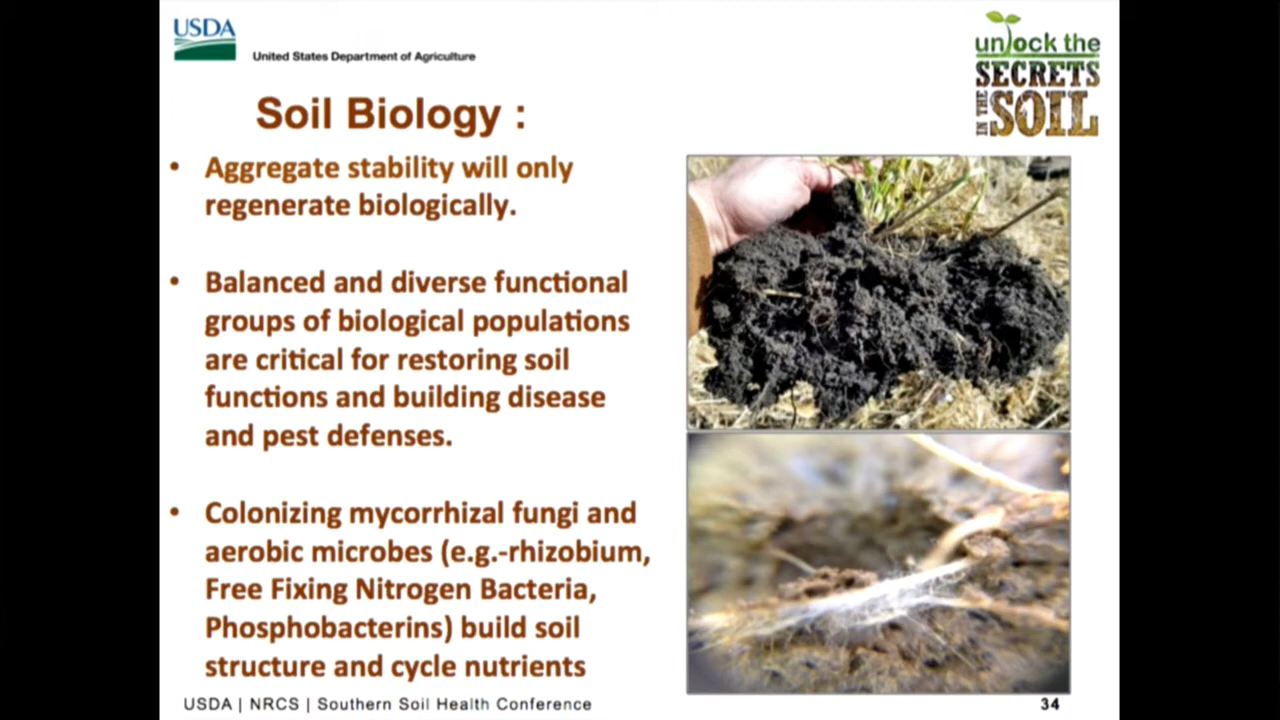 USDA
United States Department of Agriculture
unlock the
SECRETS
IN THE
SOIL
Soil Biology :
• Aggregate stability will only
regenerate biologically.
• Balanced and diverse functional
groups of biological populations
are critical for restoring soil
functions and building disease
and pest defenses.
• Colonizing mycorrhizal fungi and
aerobic microbes (e.g.-rhizobium,
Free Fixing Nitrogen Bacteria,
Phosphobacterins) build soil
structure and cycle nutrients
USDA | NRCS | Southern Soil Health Conference
34